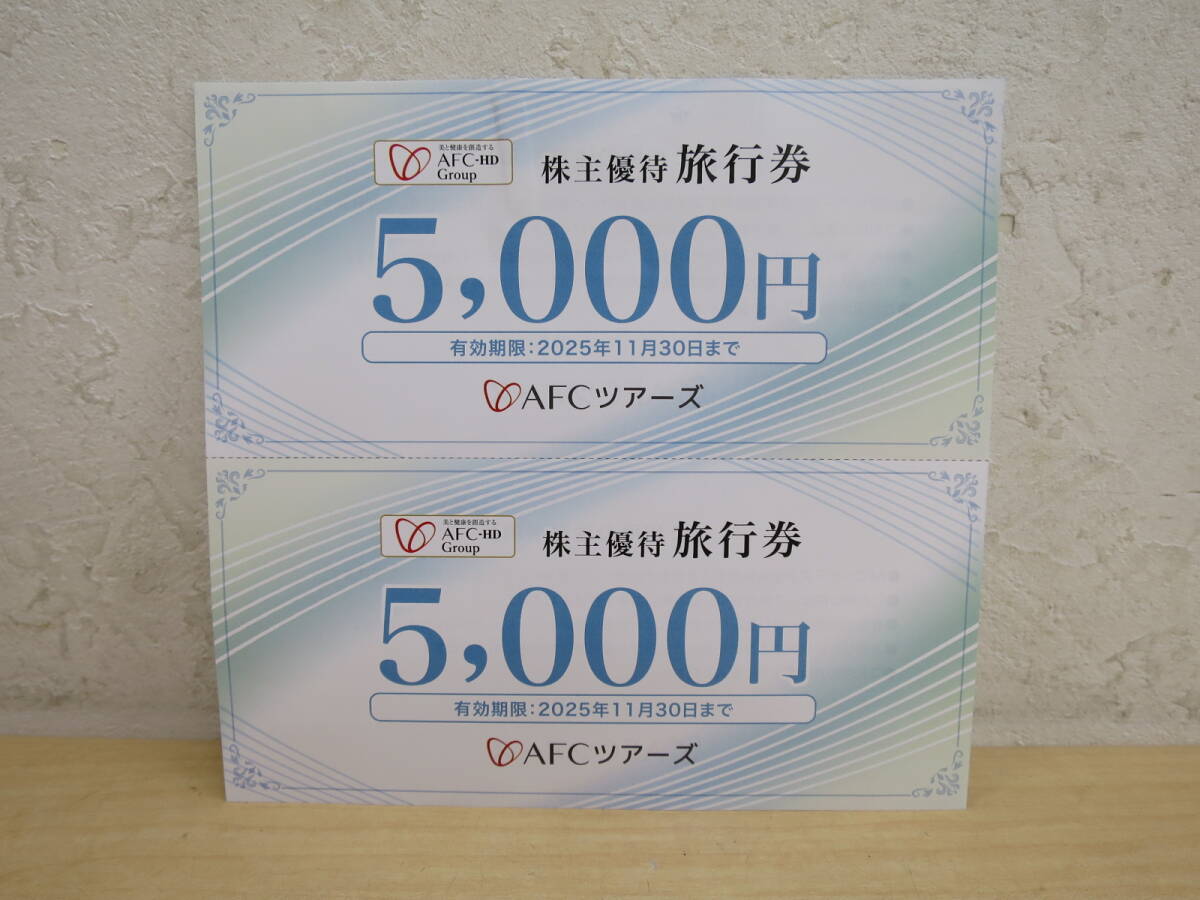 美と健康を創造する
AFC-HD
Group
株主優待 旅行券
5,000円
有効期限:2025年11月30日まで
AFCツアーズ
美と健康を創造する
AFC-HD
Group
株主優待 旅行券
5,000円
有効期限:2025年11月30日まで
AFCツアーズ